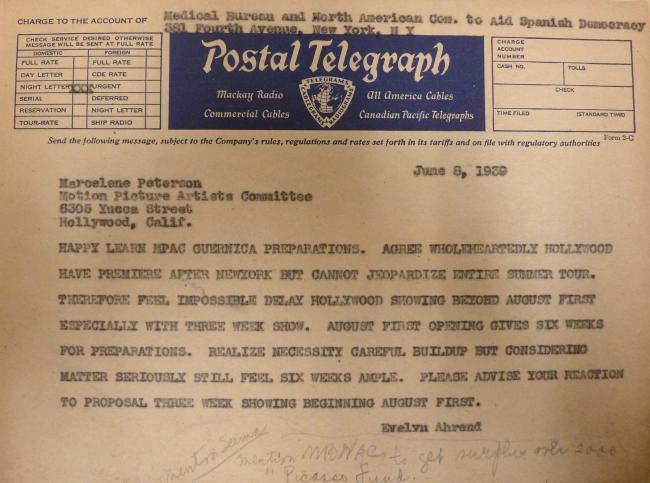 CHARGE TO THE ACCOUNT OF Medical Bureau and North American Com. to Aid Spanish Democracy
381 Fourth Avenue, New York, N Y
CHECK SERVICE DESIRED OTHERWISE
MESSAGE WILL BE SENT AT FULL RATE
DOMESTIC FOREIGN
FULL RATE FULL RATE
DAY LETTER CDE RATE
NIGHT LETTER XXX URGENT
SERIAL DEFERRED
RESERVATION NIGHT LETTER
TOUR-RATE SHIP RADIO
Postal Telegraph
Mackay Radio All America Cables
Commercial Cables Canadian Pacific Telegraphs
TELEGRAMS
CHARGE
ACCOUNT
NUMBER
CASH NO. TOLLS
CHECK
TIME FILED (STANDARD TIME)
Send the following message, subject to the Company's rules, regulations and rates set forth in its tariffs and on file with regulatory authorities
Form 2-C
June 8, 1939
Marcelene Peterson
Motion Picture Artists Committee
6305 Yucca Street
Hollywood, Calif.
HAPPY LEARN MPAC GUERNICA PREPARATIONS. AGREE WHOLEHEARTEDLY HOLLYWOOD
HAVE PREMIERE AFTER NEWYORK BUT CANNOT JEOPARDIZE ENTIRE SUMMER TOUR.
THEREFORE FEEL IMPOSSIBLE DELAY HOLLYWOOD SHOWING BEYOND AUGUST FIRST
ESPECIALLY WITH THREE WEEK SHOW. AUGUST FIRST OPENING GIVES SIX WEEKS
FOR PREPARATIONS. REALIZE NECESSITY CAREFUL BUILDUP BUT CONSIDERING
MATTER SERIOUSLY STILL FEEL SIX WEEKS AMPLE. PLEASE ADVISE YOUR REACTION
TO PROPOSAL THREE WEEK SHOWING BEGINNING AUGUST FIRST.
Evelyn Ahrend
mention
mention to get surplus over 2000
" Picasso Fund.